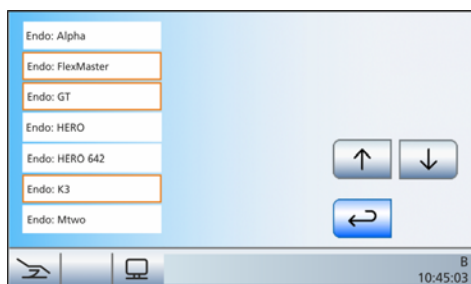 Endo: Alpha
Endo: FlexMaster
Endo: GT
Endo: HERO
Endo: HERO 642
Endo: K3
Endo: Mtwo
B
10:45:03